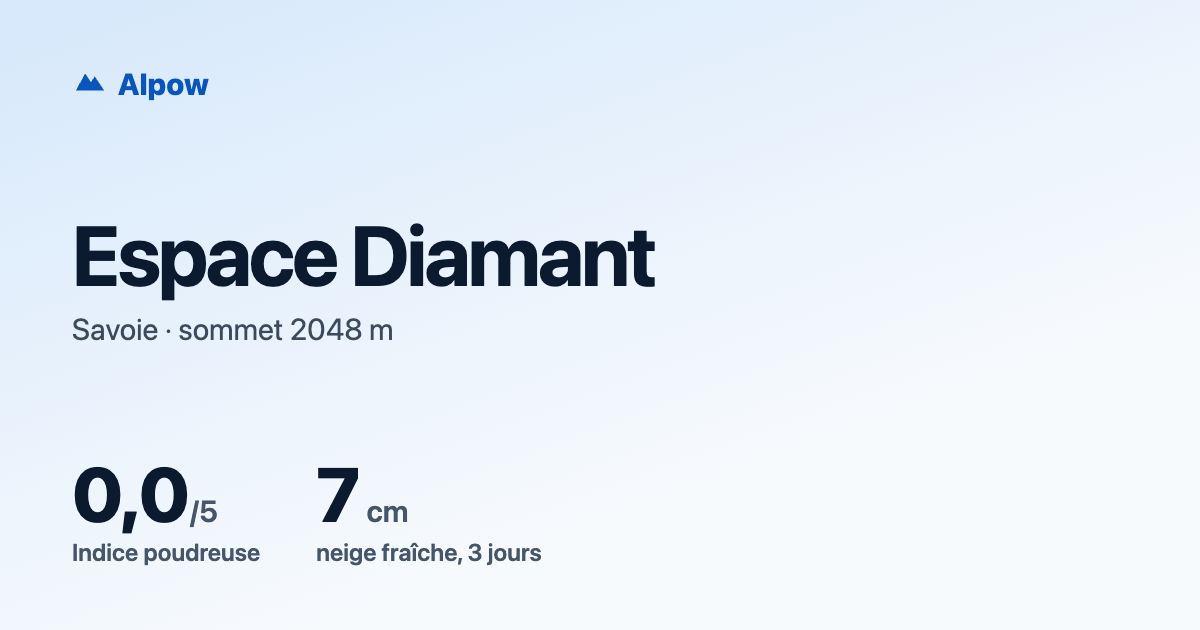 Alpow
Espace Diamant
Savoie · sommet 2048 m
0,0/5
Indice poudreuse
7 cm
neige fraîche, 3 jours